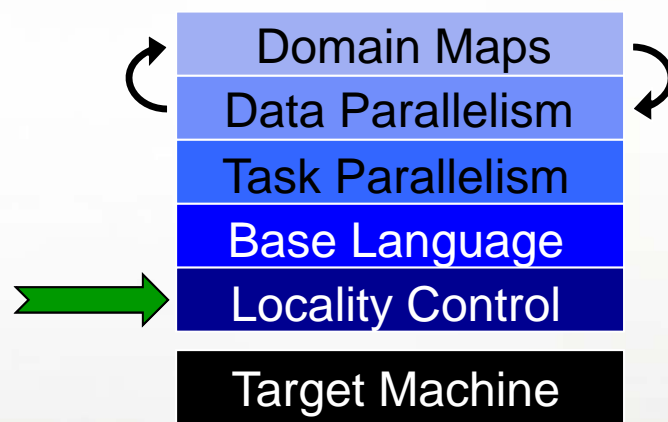 Domain Maps
Data Parallelism
Task Parallelism
Base Language
Locality Control
Target Machine